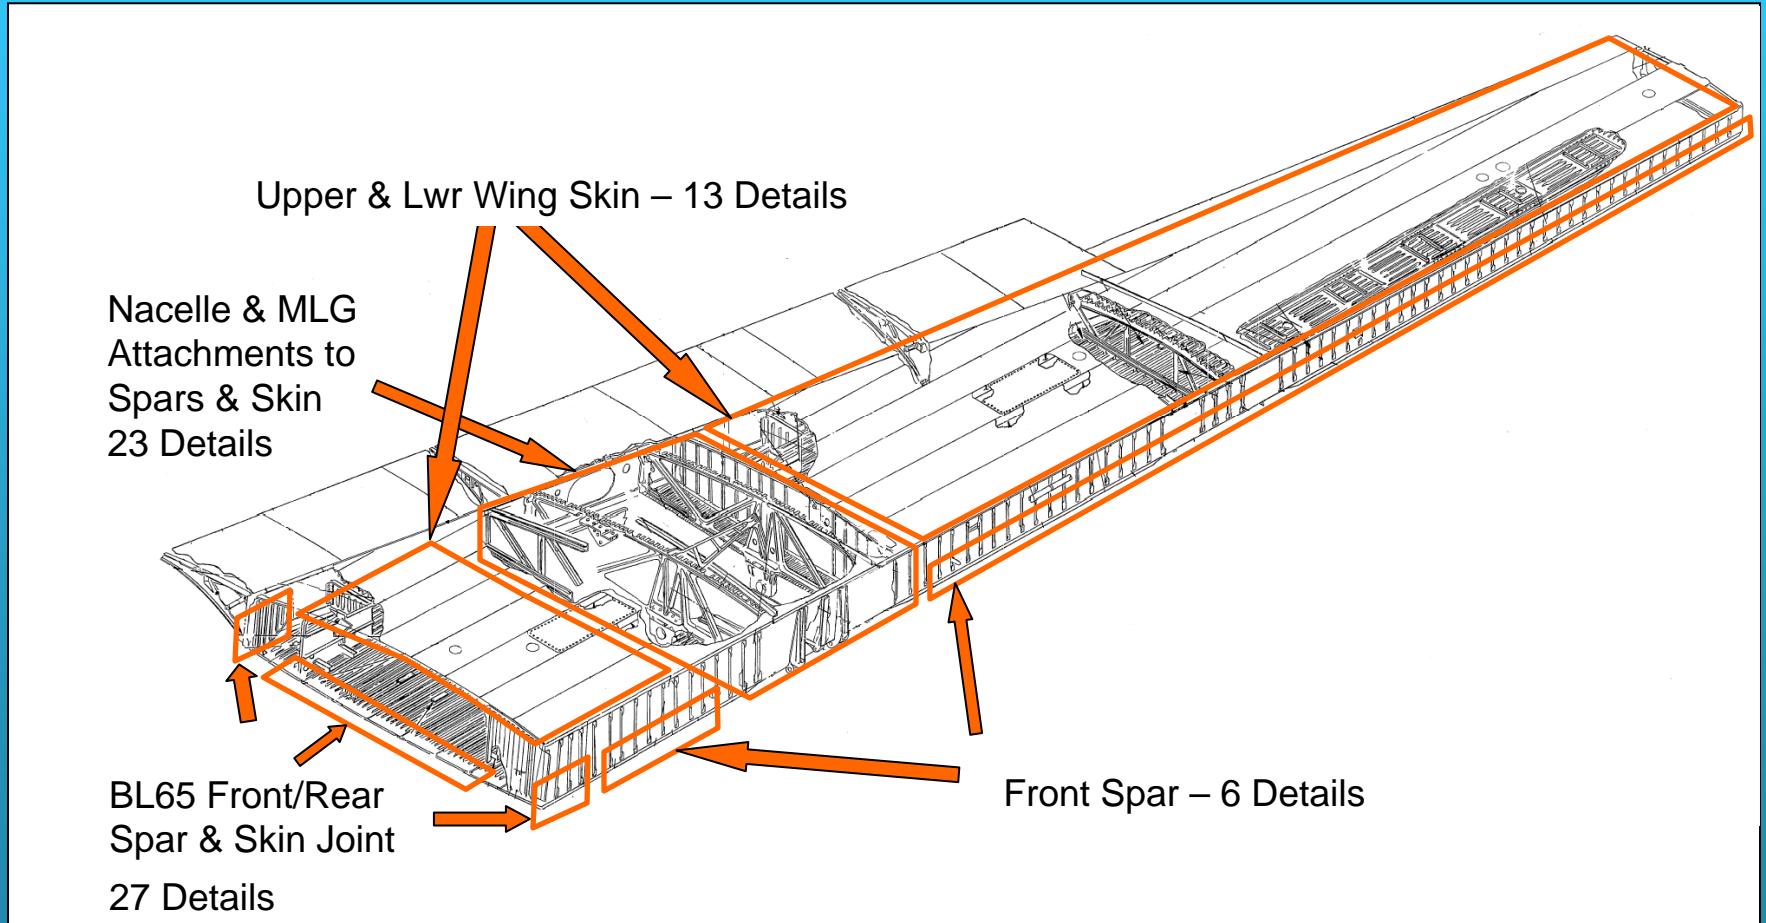 Upper & Lwr Wing Skin – 13 Details
Nacelle & MLG
Attachments to
Spars & Skin
23 Details
BL65 Front/Rear
Spar & Skin Joint
27 Details
Front Spar – 6 Details